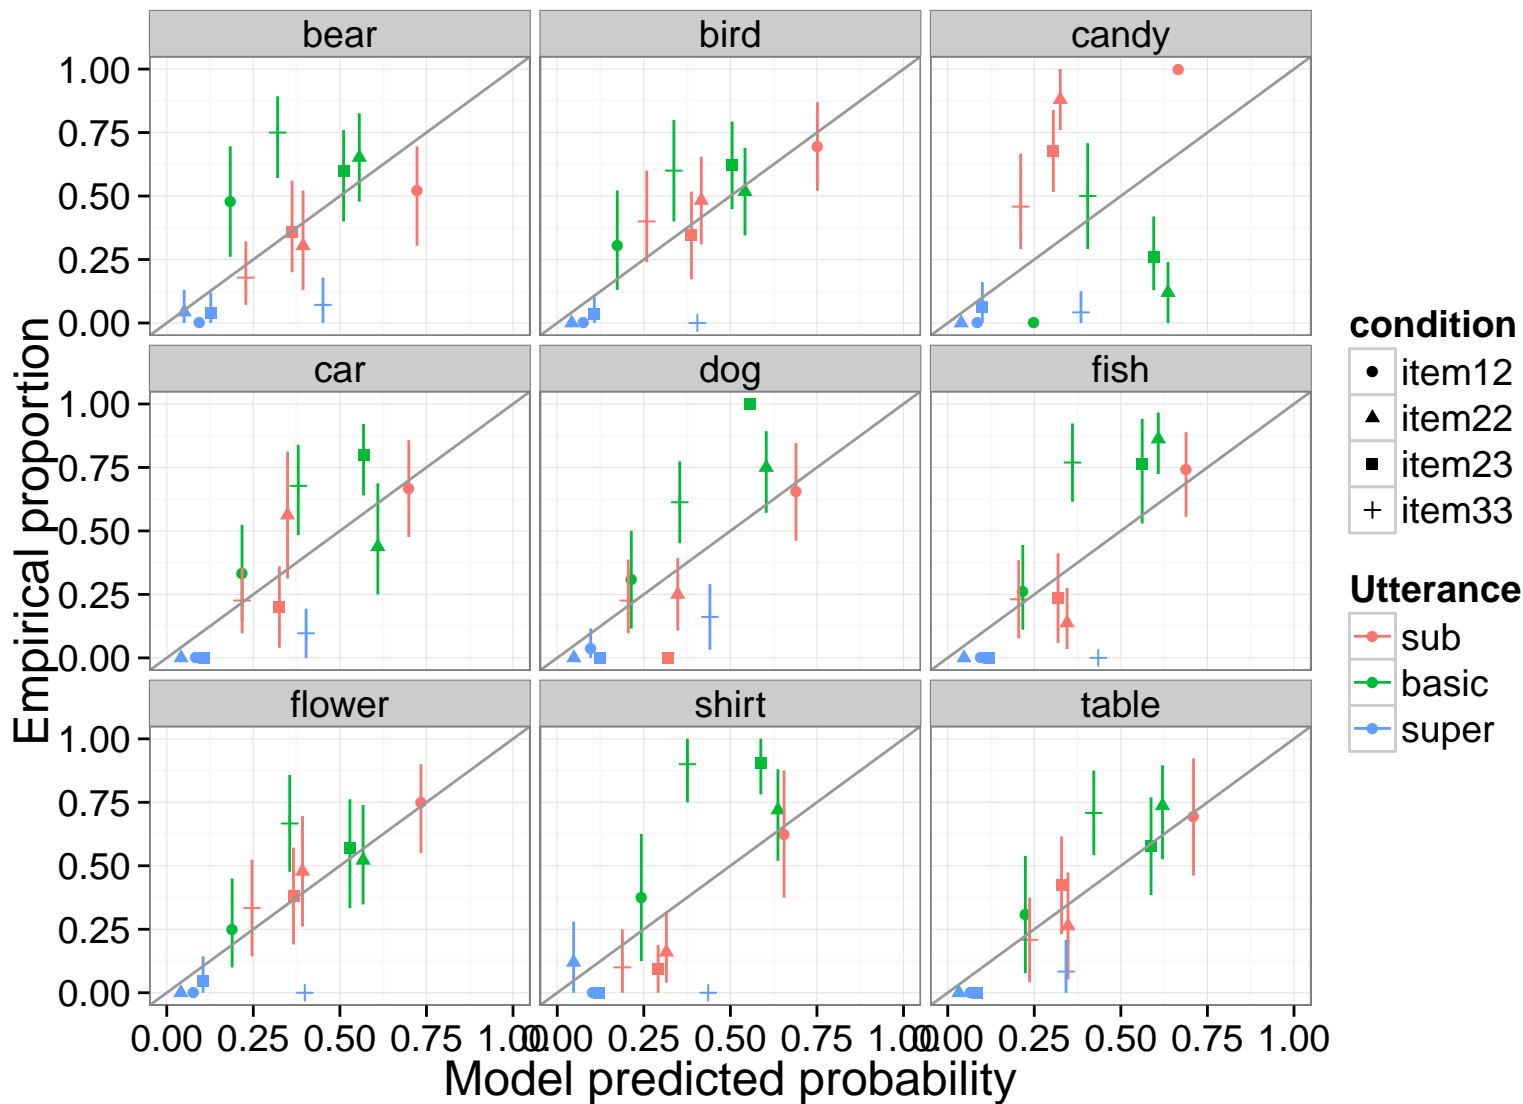 bear bird candy
1.00
0.75
0.50
0.25
0.00
car dog fish
1.00
0.75
0.50
0.25
0.00
flower shirt table
1.00
0.75
0.50
0.25
0.00
0.00 0.25 0.50 0.75 1.00 0.00 0.25 0.50 0.75 1.00 0.00 0.25 0.50 0.75 1.00
Model predicted probability
Empirical proportion
condition
item12
item22
item23
item33
Utterance
sub
basic
super